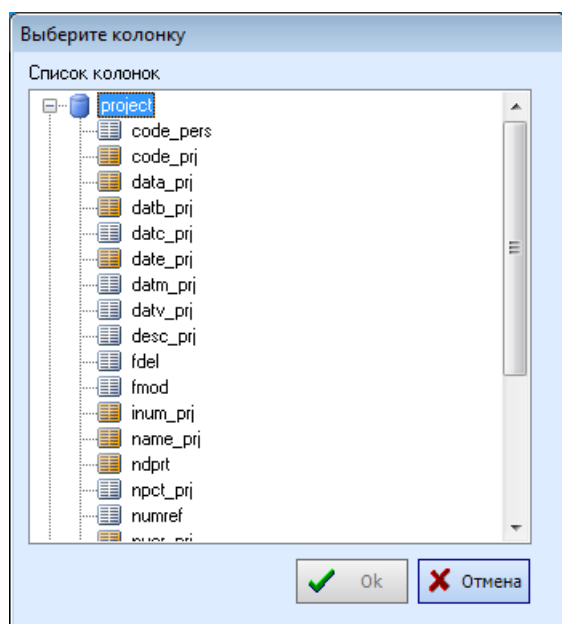 Выберите колонку
Список колонок
project
code_pers
code_prj
data_prj
datb_prj
datc_prj
date_prj
datm_prj
datv_prj
desc_prj
fdel
fmod
inum_prj
name_prj
ndprt
npct_prj
numref
Ok
Отмена